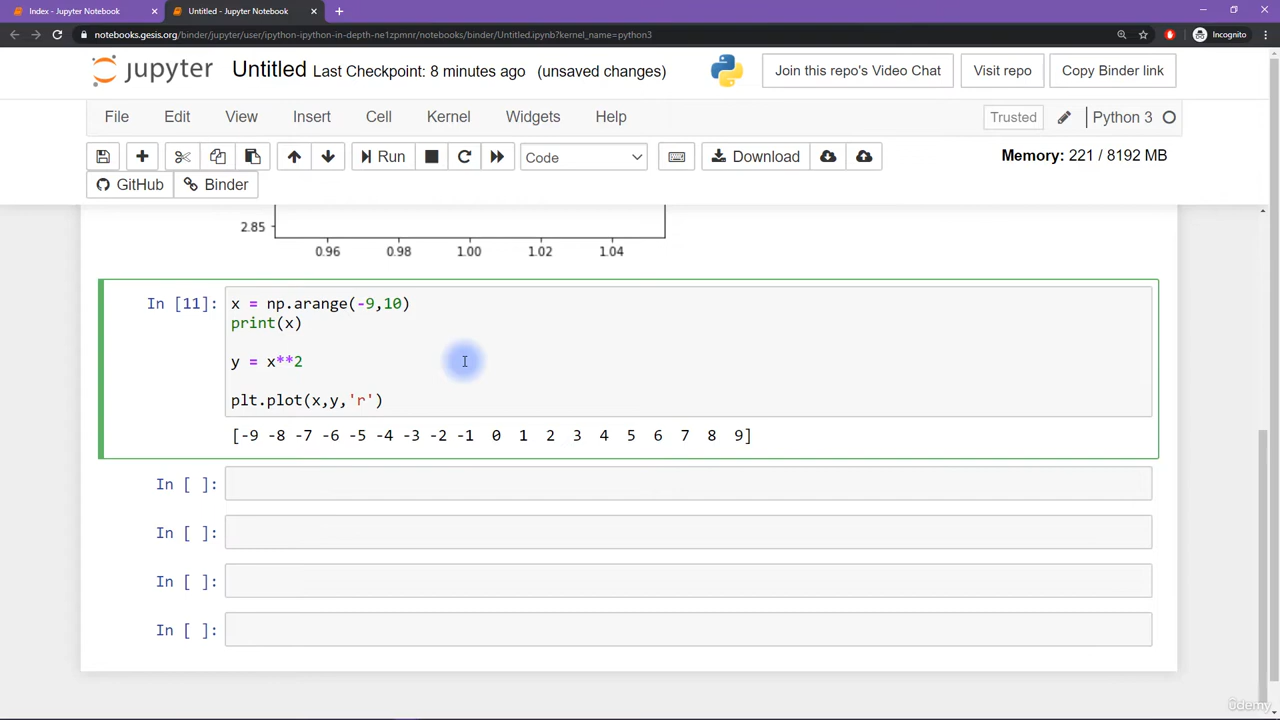 Index - Jupyter Notebook
Untitled - Jupyter Notebook
notebooks.gesis.org/binder/jupyter/user/ipython-ipython-in-depth-ne1zpmnr/notebooks/binder/Untitled.ipynb?kernel_name=python3
Incognito
jupyter Untitled Last Checkpoint: 8 minutes ago (unsaved changes)
Join this repo's Video Chat
Visit repo
Copy Binder link
File Edit View Insert Cell Kernel Widgets Help
Trusted
Python 3
Run
Code
Download
Memory: 221 / 8192 MB
GitHub
Binder
2.85
0.96 0.98 1.00 1.02 1.04
In [11]: x = np.arange(-9,10)
print(x)
y = x**2
plt.plot(x,y,'r')
[-9 -8 -7 -6 -5 -4 -3 -2 -1 0 1 2 3 4 5 6 7 8 9]
In [ ]:
In [ ]:
In [ ]:
In [ ]:
ûdemy